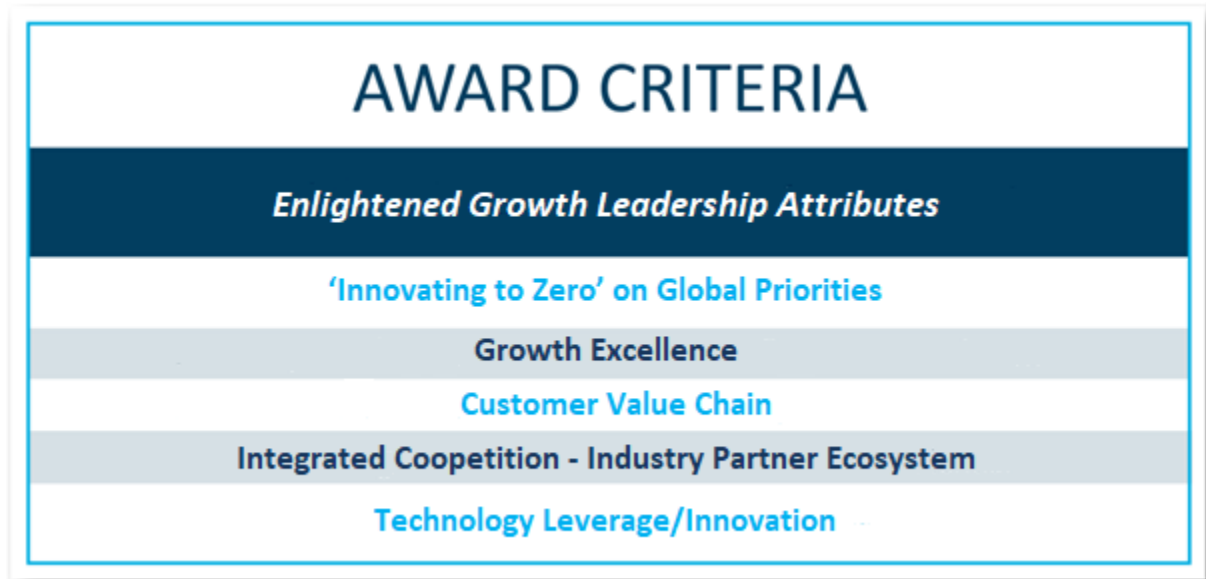 AWARD CRITERIA
Enlightened Growth Leadership Attributes
‘Innovating to Zero’ on Global Priorities
Growth Excellence
Customer Value Chain
Integrated Coopetition - Industry Partner Ecosystem
Technology Leverage/Innovation